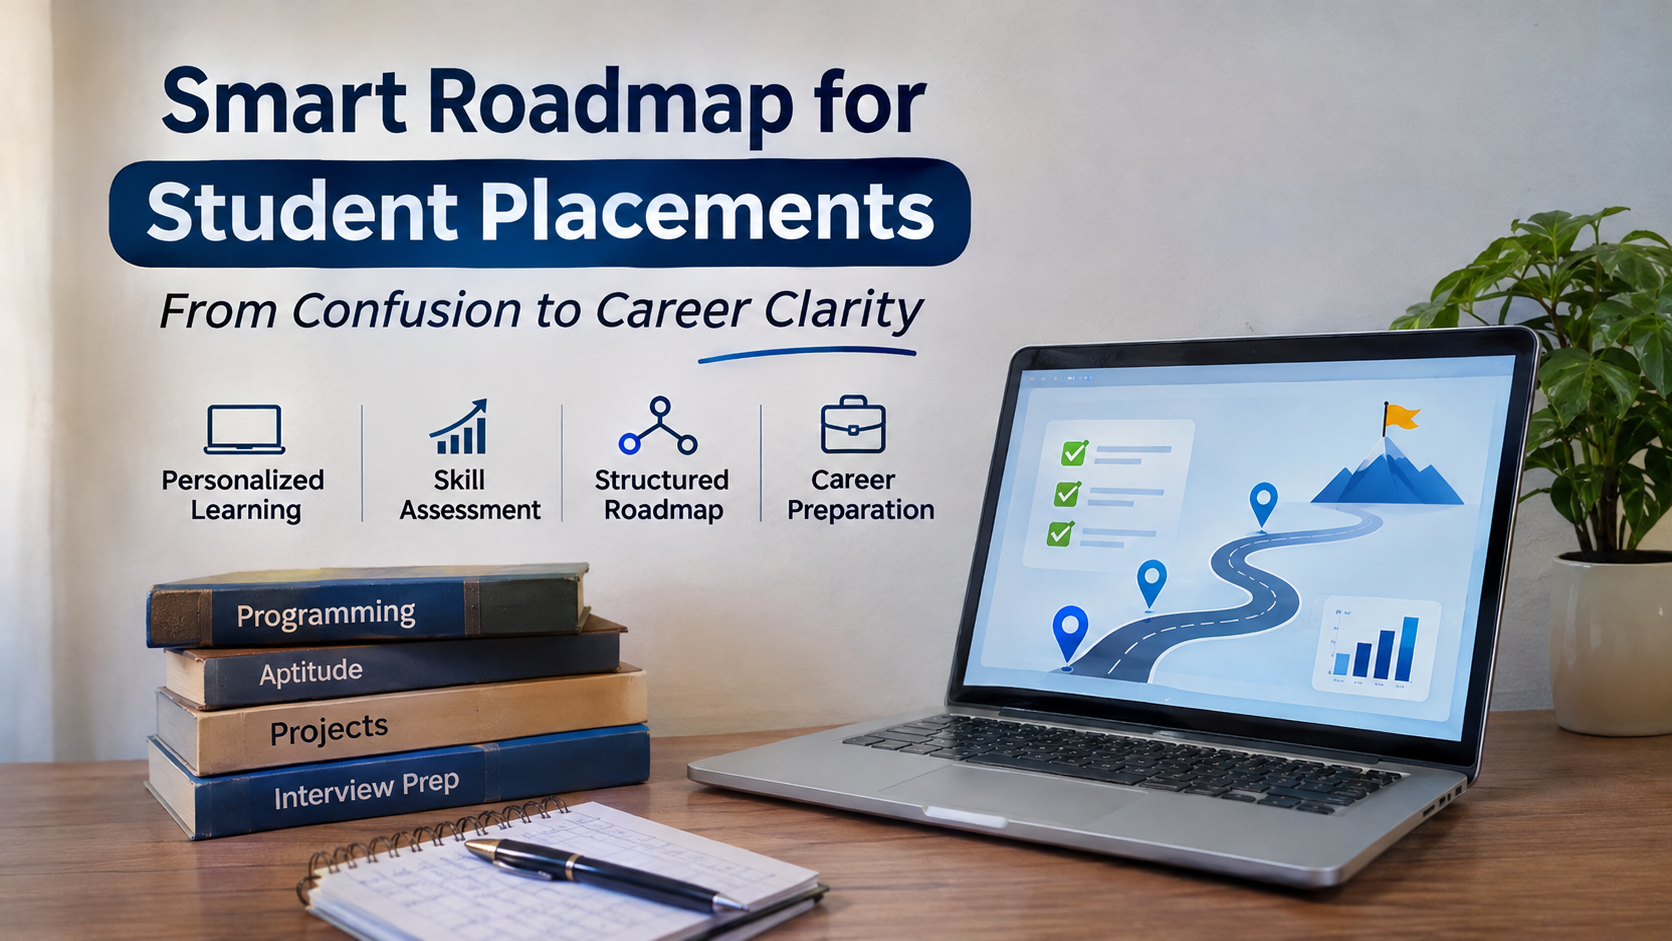 Smart Roadmap for
Student Placements
From Confusion to Career Clarity
Personalized
Learning
Skill
Assessment
Structured
Roadmap
Career
Preparation
Programming
Aptitude
Projects
Interview Prep